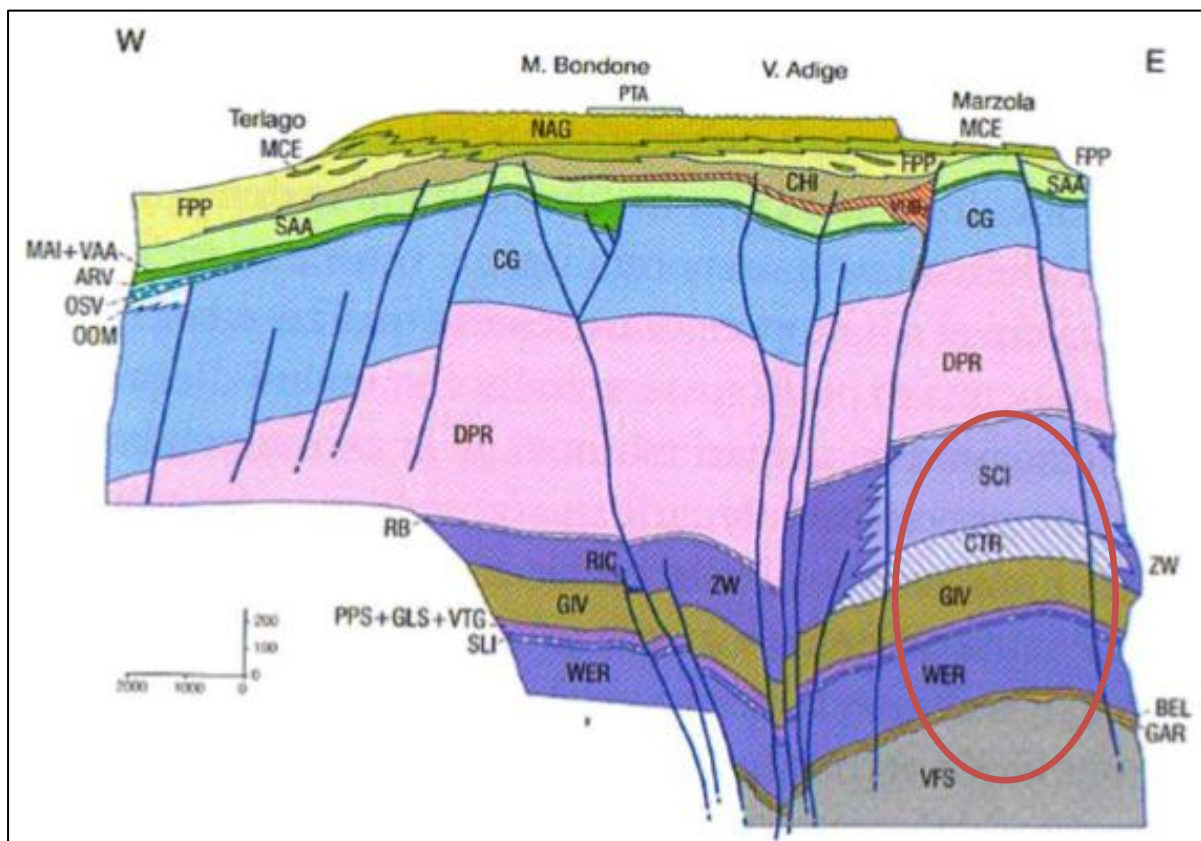 W
E
M. Bondone
V. Adige
PTA
Terlago
MCE
Marzola
MCE
NAG
FPP
FPP
FPP
CHI
SAA
SAA
MAI+VAA
ARV
OSV
OOM
CG
CG
DPR
DPR
SCI
CTR
RB
RIC
ZW
ZW
GIV
GIV
PPS+GLS+VTG
SLI
WER
WER
BEL
GAR
VFS
200
100
0
2000
1000
0